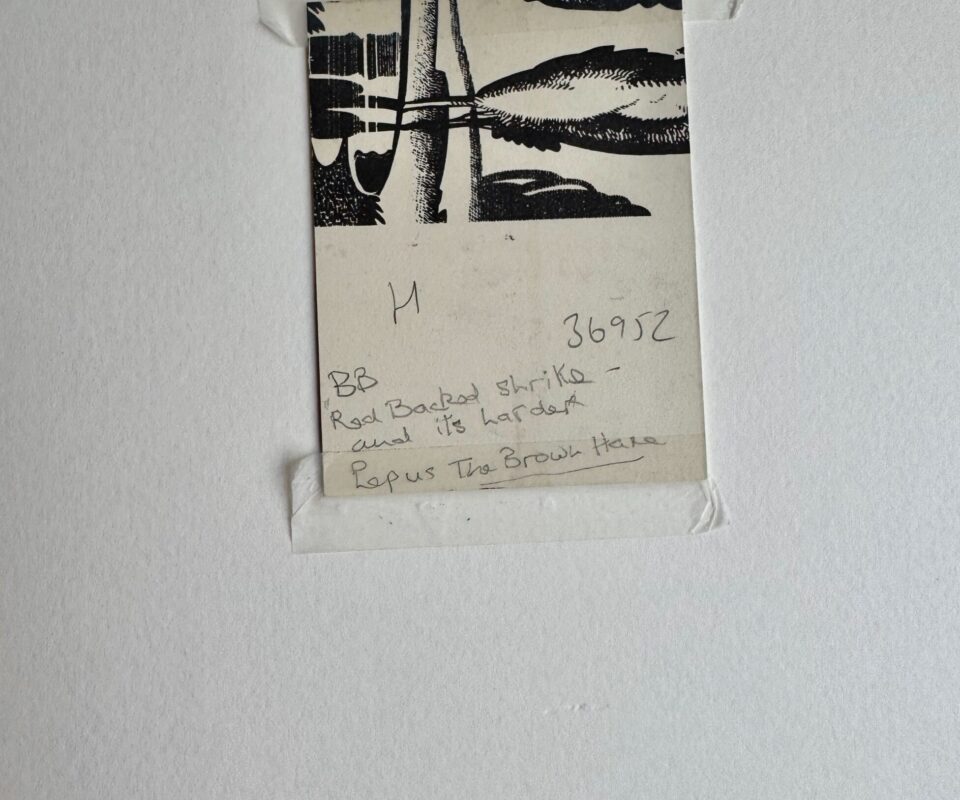 H
36952
BB
"Red Backed shrike -
and its larder"
Lepus The Brown Hare